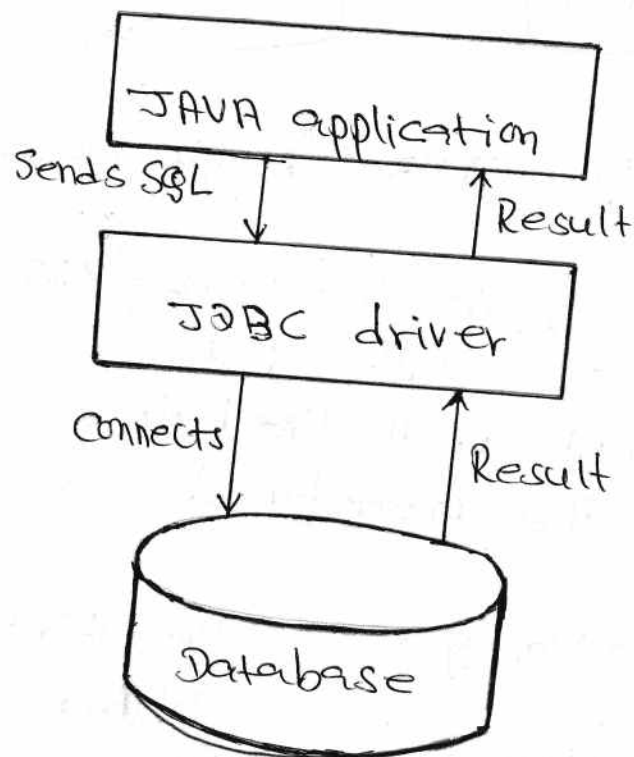 JAVA application
Sends SQL
Result
JDBC driver
Connects
Result
Database